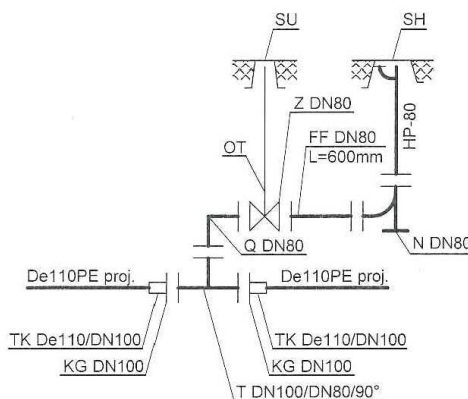 SU
SH
Z DN80
FF DN80
L=600mm
OT
HP-80
Q DN80
N DN80
De110PE proj.
De110PE proj.
TK De110/DN100
TK De110/DN100
KG DN100
KG DN100
T DN100/DN80/90°